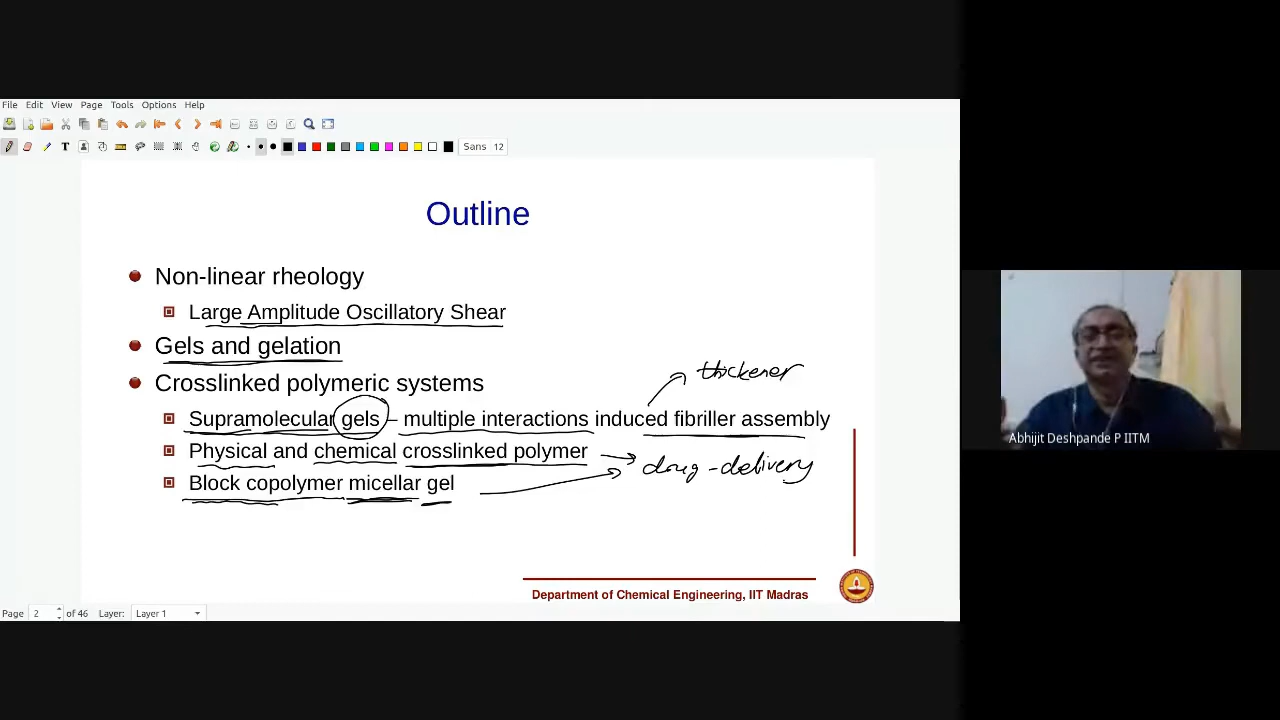 File Edit View Page Tools Options Help
T Sans 12
Outline
Non-linear rheology
Large Amplitude Oscillatory Shear
Gels and gelation
Crosslinked polymeric systems
thickener
Supramolecular gels – multiple interactions induced fibriller assembly
Physical and chemical crosslinked polymer
drug-delivery
Block copolymer micellar gel
Abhijit Deshpande P IITM
Department of Chemical Engineering, IIT Madras
Page 2 of 46 Layer: Layer 1